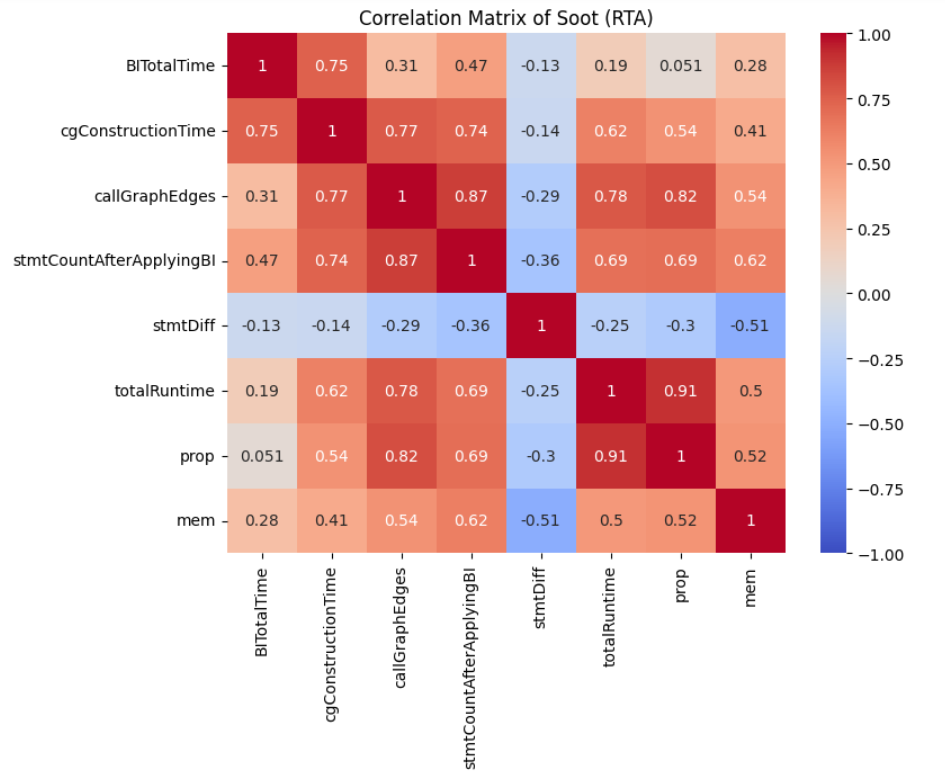 Correlation Matrix of Soot (RTA)
BITotalTime 1 0.75 0.31 0.47 -0.13 0.19 0.051 0.28
cgConstructionTime 0.75 1 0.77 0.74 -0.14 0.62 0.54 0.41
callGraphEdges 0.31 0.77 1 0.87 -0.29 0.78 0.82 0.54
stmtCountAfterApplyingBI 0.47 0.74 0.87 1 -0.36 0.69 0.69 0.62
stmtDiff -0.13 -0.14 -0.29 -0.36 1 -0.25 -0.3 -0.51
totalRuntime 0.19 0.62 0.78 0.69 -0.25 1 0.91 0.5
prop 0.051 0.54 0.82 0.69 -0.3 0.91 1 0.52
mem 0.28 0.41 0.54 0.62 -0.51 0.5 0.52 1
BITotalTime
cgConstructionTime
callGraphEdges
stmtCountAfterApplyingBI
stmtDiff
totalRuntime
prop
mem
1.00
0.75
0.50
0.25
0.00
−0.25
−0.50
−0.75
−1.00